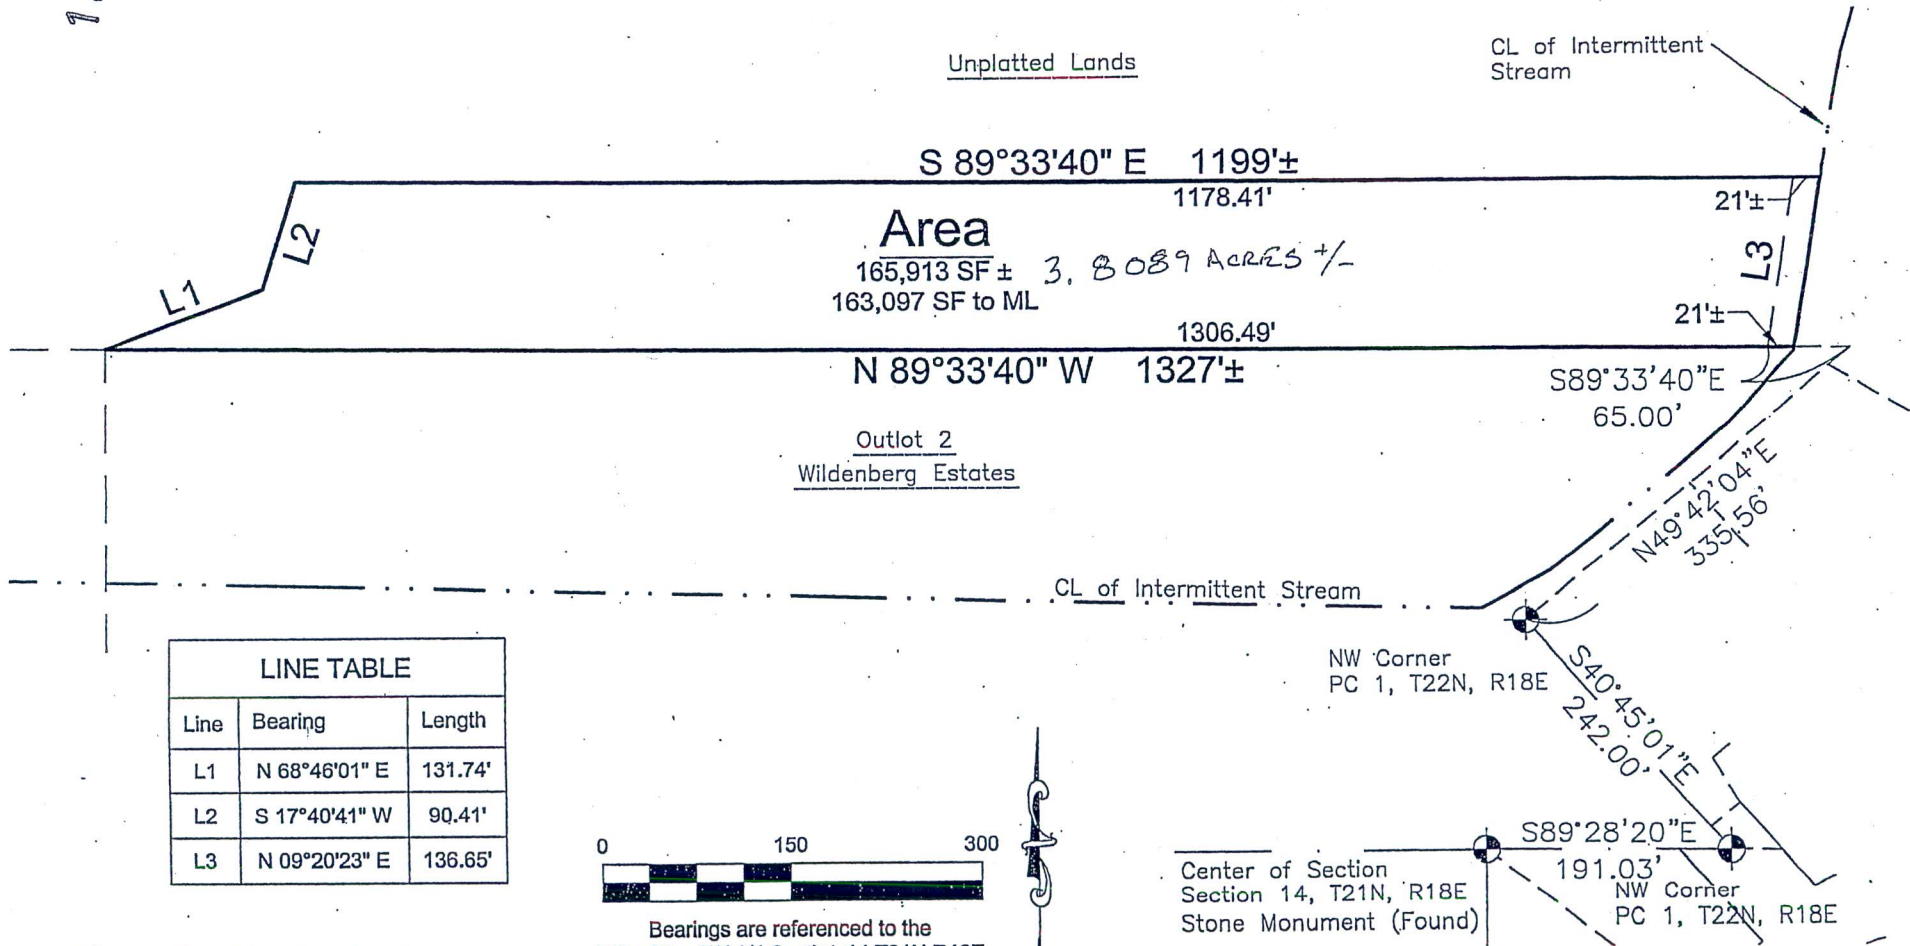 Unplatted Lands
CL of Intermittent
Stream
S 89°33'40" E 1199'±
1178.41'
21'±
L2
Area
165,913 SF ± 3.8089 ACRES +/-
163,097 SF to ML
L3
L1
21'±
1306.49'
N 89°33'40" W 1327'±
S89°33'40"E
65.00'
Outlot 2
Wildenberg Estates
N49°42'04"E
335.56'
CL of Intermittent Stream
NW Corner
PC 1, T22N, R18E
S40°45'01"E
242.00'
LINE TABLE
Line Bearing Length
L1 N 68°46'01" E 131.74'
L2 S 17°40'41" W 90.41'
L3 N 09°20'23" E 136.65'
0 150 300
Bearings are referenced to the
S89°28'20"E
191.03'
Center of Section
Section 14, T21N, R18E
Stone Monument (Found)
NW Corner
PC 1, T22N, R18E